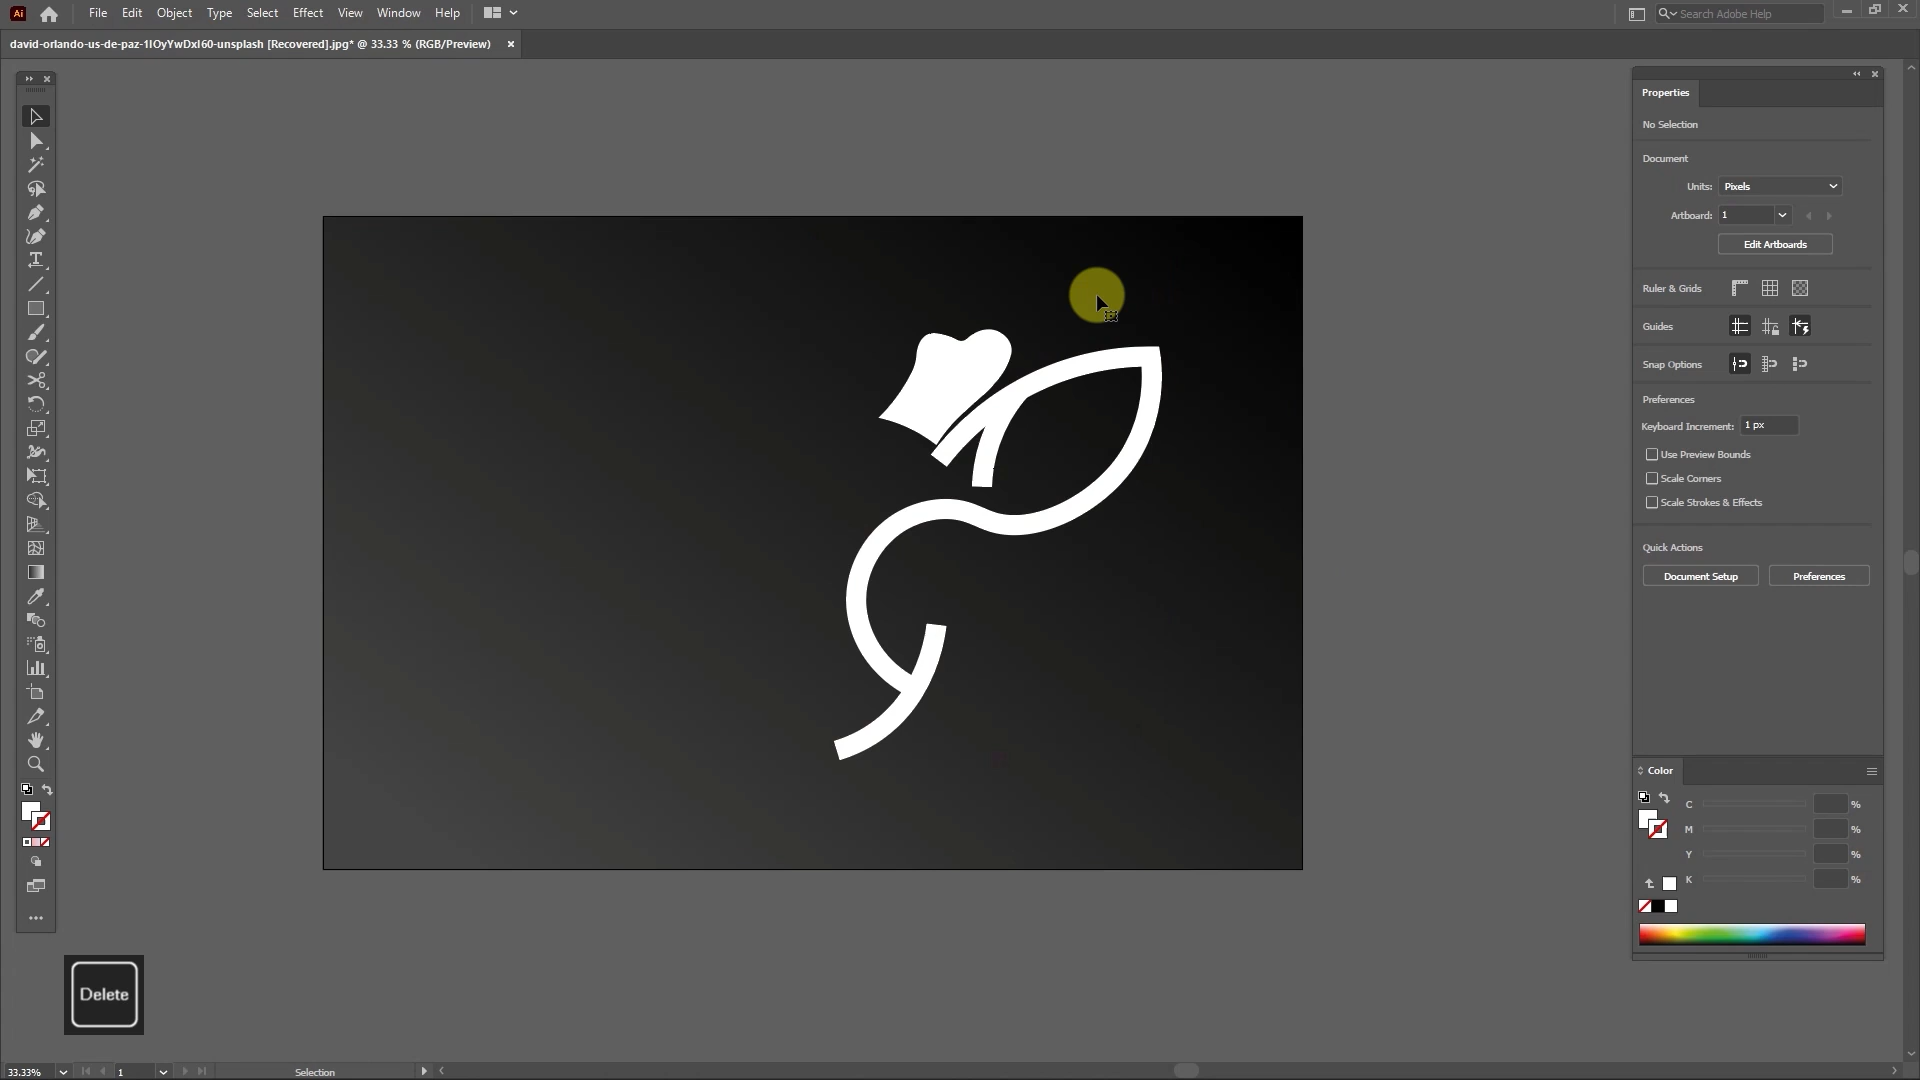 Ai File Edit Object Type Select Effect View Window Help Search Adobe Help
david-orlando-us-de-paz-1IOyYwDxI60-unsplash [Recovered].jpg* @ 33.33 % (RGB/Preview)
Properties
No Selection
Document
Units: Pixels
Artboard: 1
Edit Artboards
Ruler & Grids
Guides
Snap Options
Preferences
Keyboard Increment: 1 px
Use Preview Bounds
Scale Corners
Scale Strokes & Effects
Quick Actions
Document Setup Preferences
Color
C %
M %
Y %
K %
Delete
33.33% 1 Selection